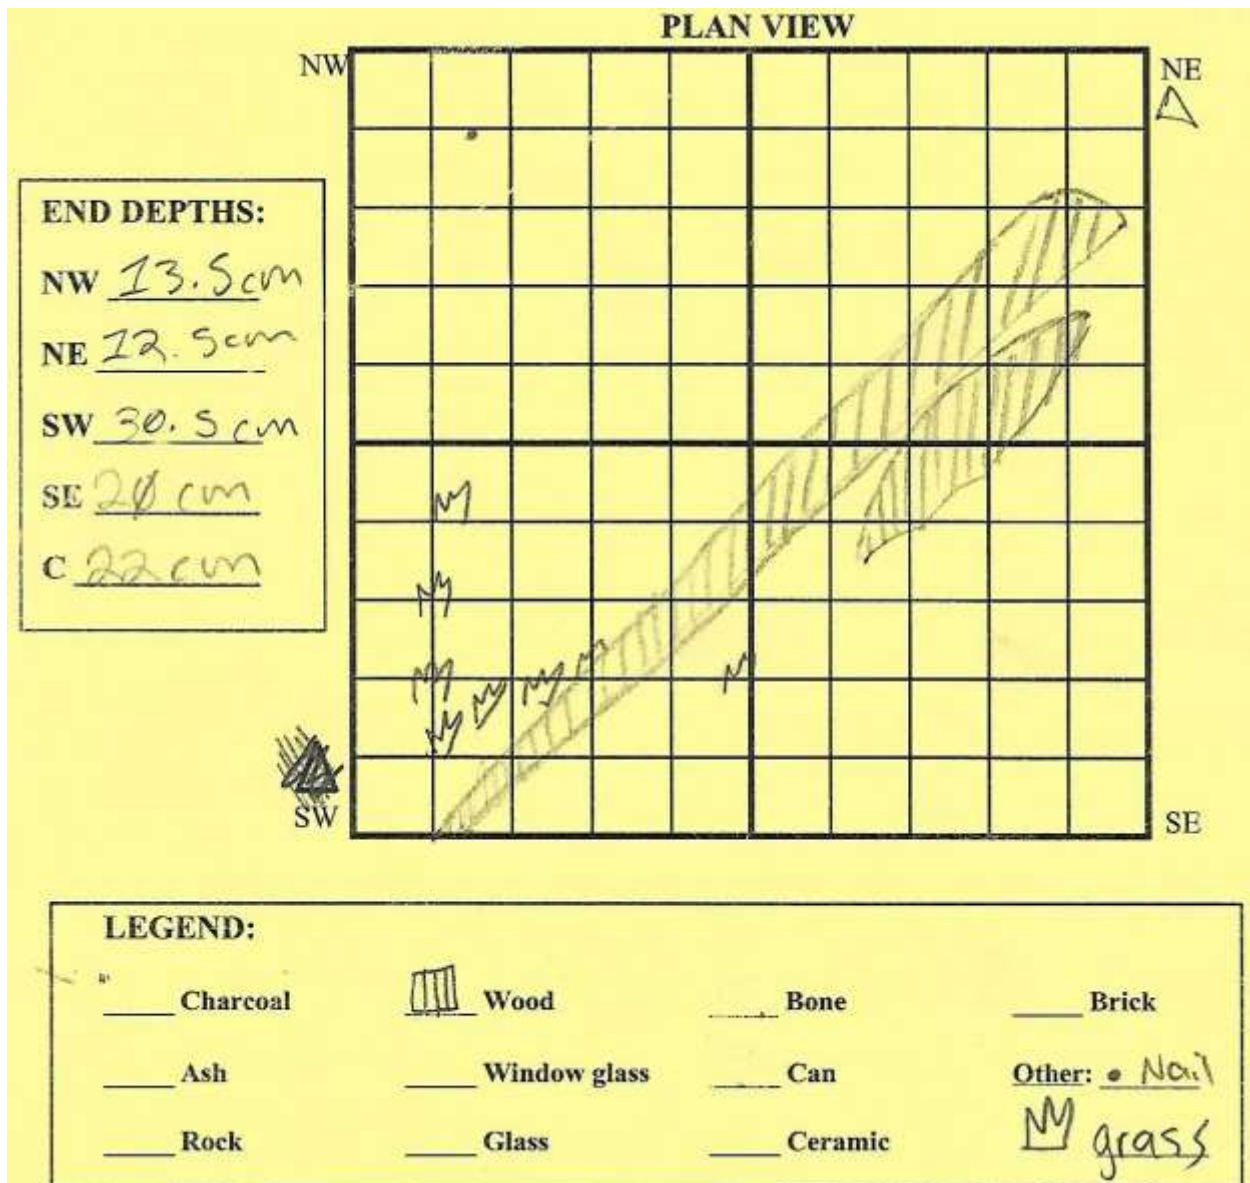 PLAN VIEW
NW
NE
END DEPTHS:
NW 13.5cm
NE 12.5cm
SW 30.5cm
SE 20 cm
C 22cm
SW
SE
LEGEND:
Charcoal Wood Bone Brick
Ash Window glass Can Other: • Nail
Rock Glass Ceramic grass